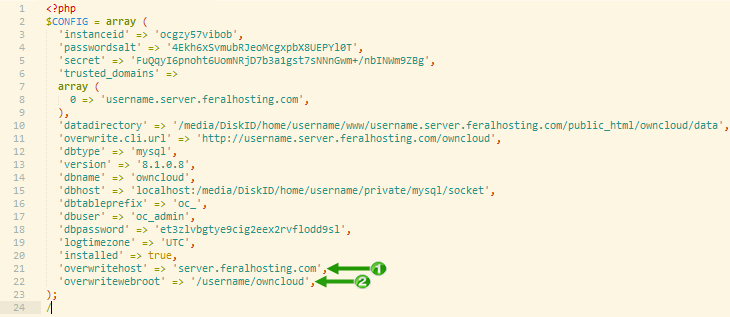 1 <?php
2 $CONFIG = array (
3 'instanceid' => 'ocgzy57vibob',
4 'passwordsalt' => '4Ekh6xSvmubRJeoMcgxpbX8UEPYl0T',
5 'secret' => 'FuQqyI6pnoht6UomNRjD7b3a1gst7sNNnGwm+/nbINWm9ZBg',
6 'trusted_domains' =>
7 array (
8 0 => 'username.server.feralhosting.com',
9 ),
10 'datadirectory' => '/media/DiskID/home/username/www/username.server.feralhosting.com/public_html/owncloud/data',
11 'overwrite.cli.url' => 'http://username.server.feralhosting.com/owncloud',
12 'dbtype' => 'mysql',
13 'version' => '8.1.0.8',
14 'dbname' => 'owncloud',
15 'dbhost' => 'localhost:/media/DiskID/home/username/private/mysql/socket',
16 'dbtableprefix' => 'oc_',
17 'dbuser' => 'oc_admin',
18 'dbpassword' => 'et3zlvbgtye9cig2eex2rvflodd9sl',
19 'logtimezone' => 'UTC',
20 'installed' => true,
21 'overwritehost' => 'server.feralhosting.com', 1
22 'overwritewebroot' => '/username/owncloud', 2
23 );
24 /